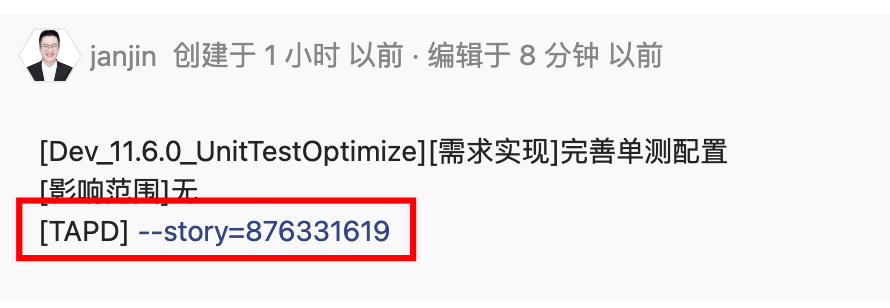 janjin 创建于 1 小时 以前 · 编辑于 8 分钟 以前
[Dev_11.6.0_UnitTestOptimize][需求实现]完善单测配置
[影响范围]无
[TAPD] --story=876331619